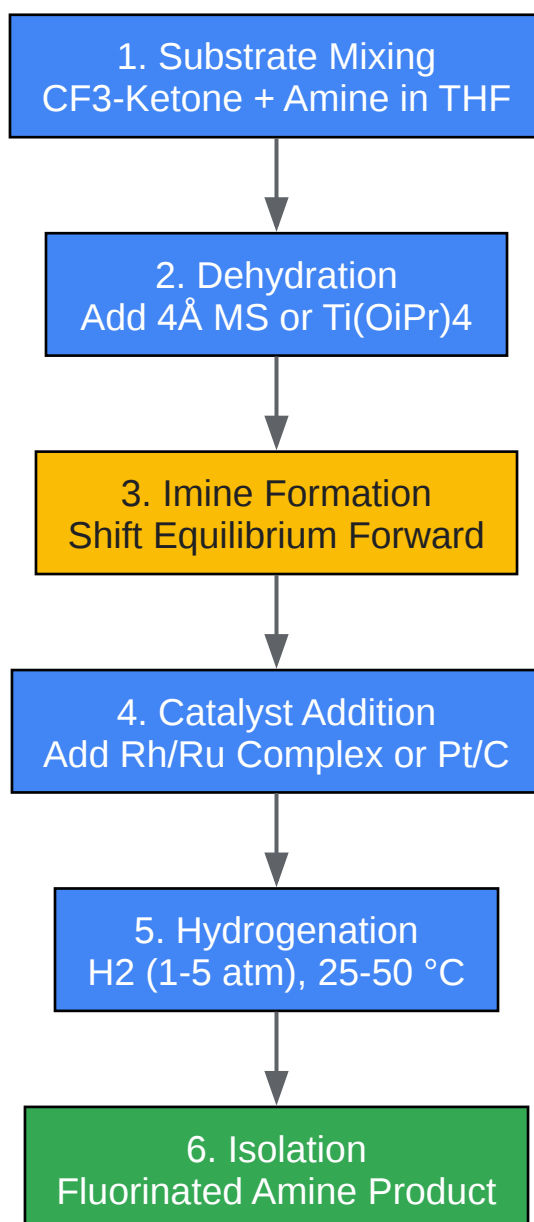 1. Substrate Mixing
CF3-Ketone + Amine in THF
2. Dehydration
Add 4Å MS or Ti(OiPr)4
3. Imine Formation
Shift Equilibrium Forward
4. Catalyst Addition
Add Rh/Ru Complex or Pt/C
5. Hydrogenation
H2 (1-5 atm), 25-50 °C
6. Isolation
Fluorinated Amine Product